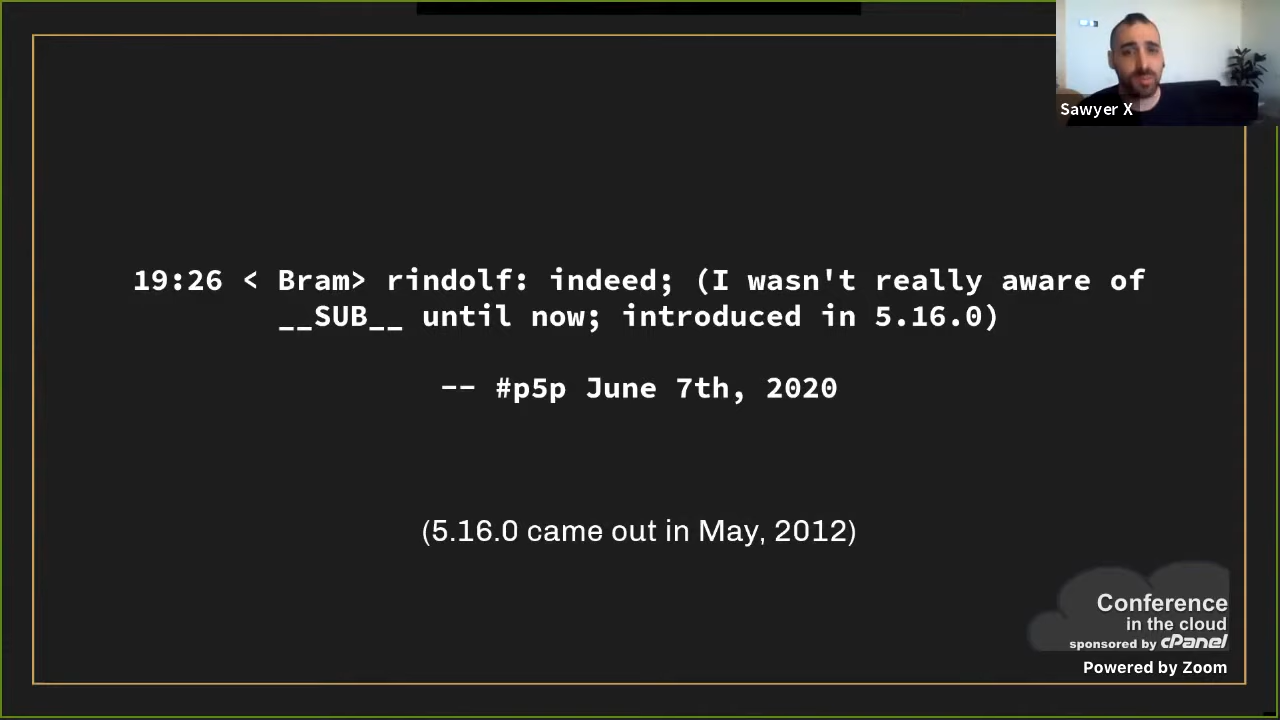 Sawyer X
19:26 < Bram> rindolf: indeed; (I wasn't really aware of
__SUB__ until now; introduced in 5.16.0)
-- #p5p June 7th, 2020
(5.16.0 came out in May, 2012)
Conference
in the cloud
sponsored by cPanel
Powered by Zoom